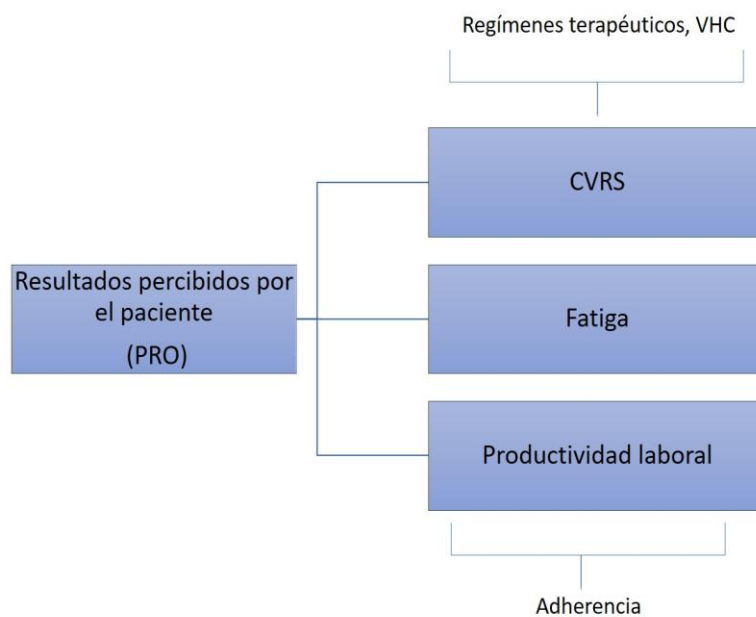 Regímenes terapéuticos, VHC
CVRS
Resultados percibidos por
el paciente
(PRO)
Fatiga
Productividad laboral
Adherencia